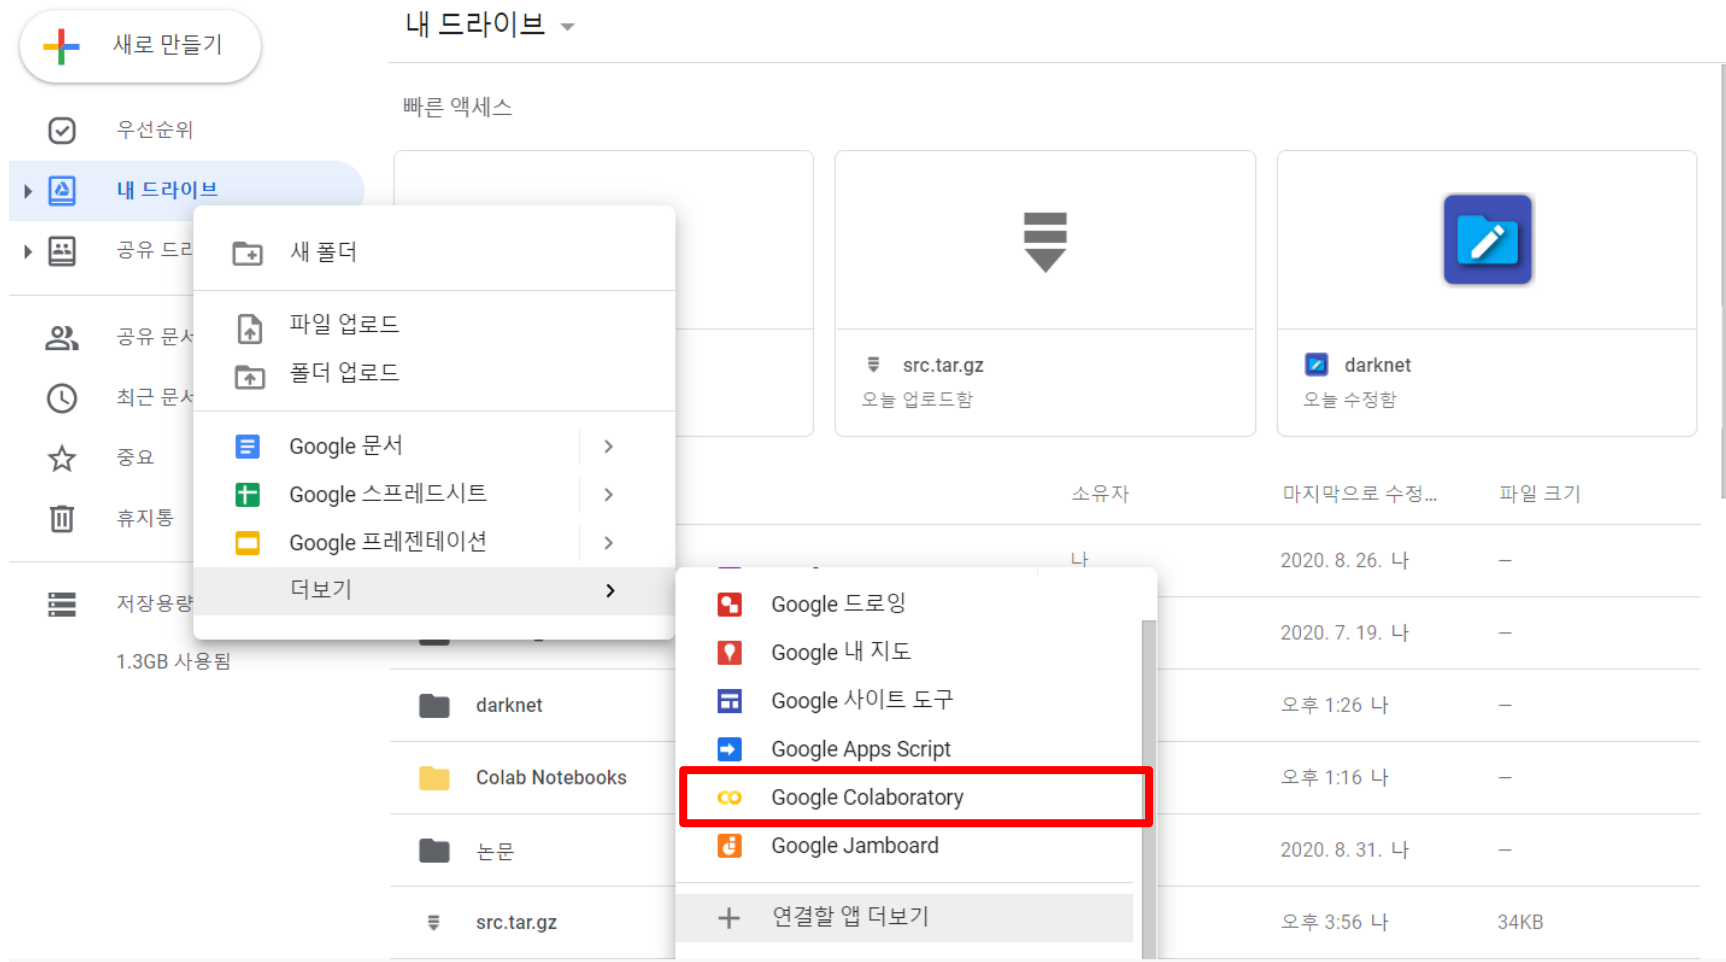 새로 만들기
내 드라이브
우선순위
내 드라이브
공유 드라
공유 문서
최근 문서
중요
휴지통
저장용량
1.3GB 사용됨
빠른 액세스
src.tar.gz
오늘 업로드함
darknet
오늘 수정함
새 폴더
파일 업로드
폴더 업로드
Google 문서
Google 스프레드시트
Google 프레젠테이션
더보기
Google 드로잉
Google 내 지도
Google 사이트 도구
Google Apps Script
Google Colaboratory
Google Jamboard
연결할 앱 더보기
소유자 마지막으로 수정... 파일 크기
나 2020. 8. 26. 나 –
2020. 7. 19. 나 –
darknet 오후 1:26 나 –
Colab Notebooks 오후 1:16 나 –
논문 2020. 8. 31. 나 –
src.tar.gz 오후 3:56 나 34KB